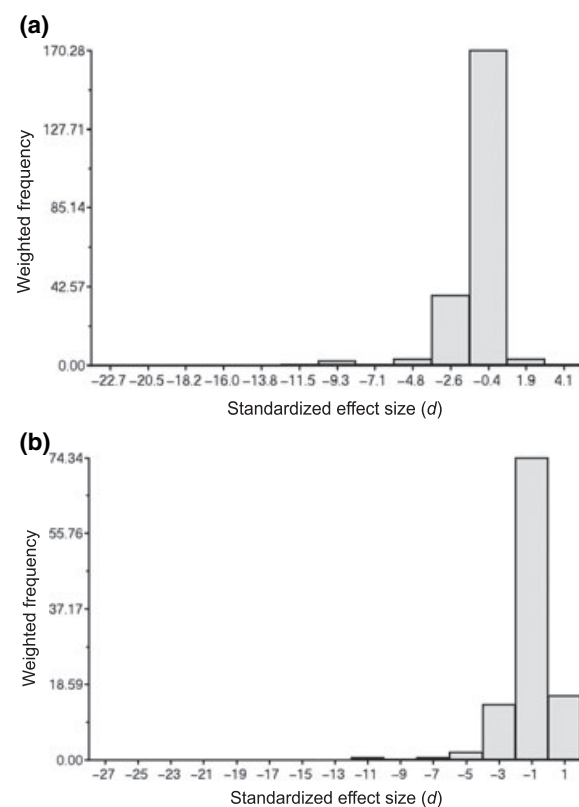 (a)
170.28
127.71
85.14
42.57
0.00
Weighted frequency
−22.7 −20.5 −18.2 −16.0 −13.8 −11.5 −9.3 −7.1 −4.8 −2.6 −0.4 1.9 4.1
Standardized effect size (d)
(b)
74.34
55.76
37.17
18.59
0.00
Weighted frequency
−27 −25 −23 −21 −19 −17 −15 −13 −11 −9 −7 −5 −3 −1 1
Standardized effect size (d)